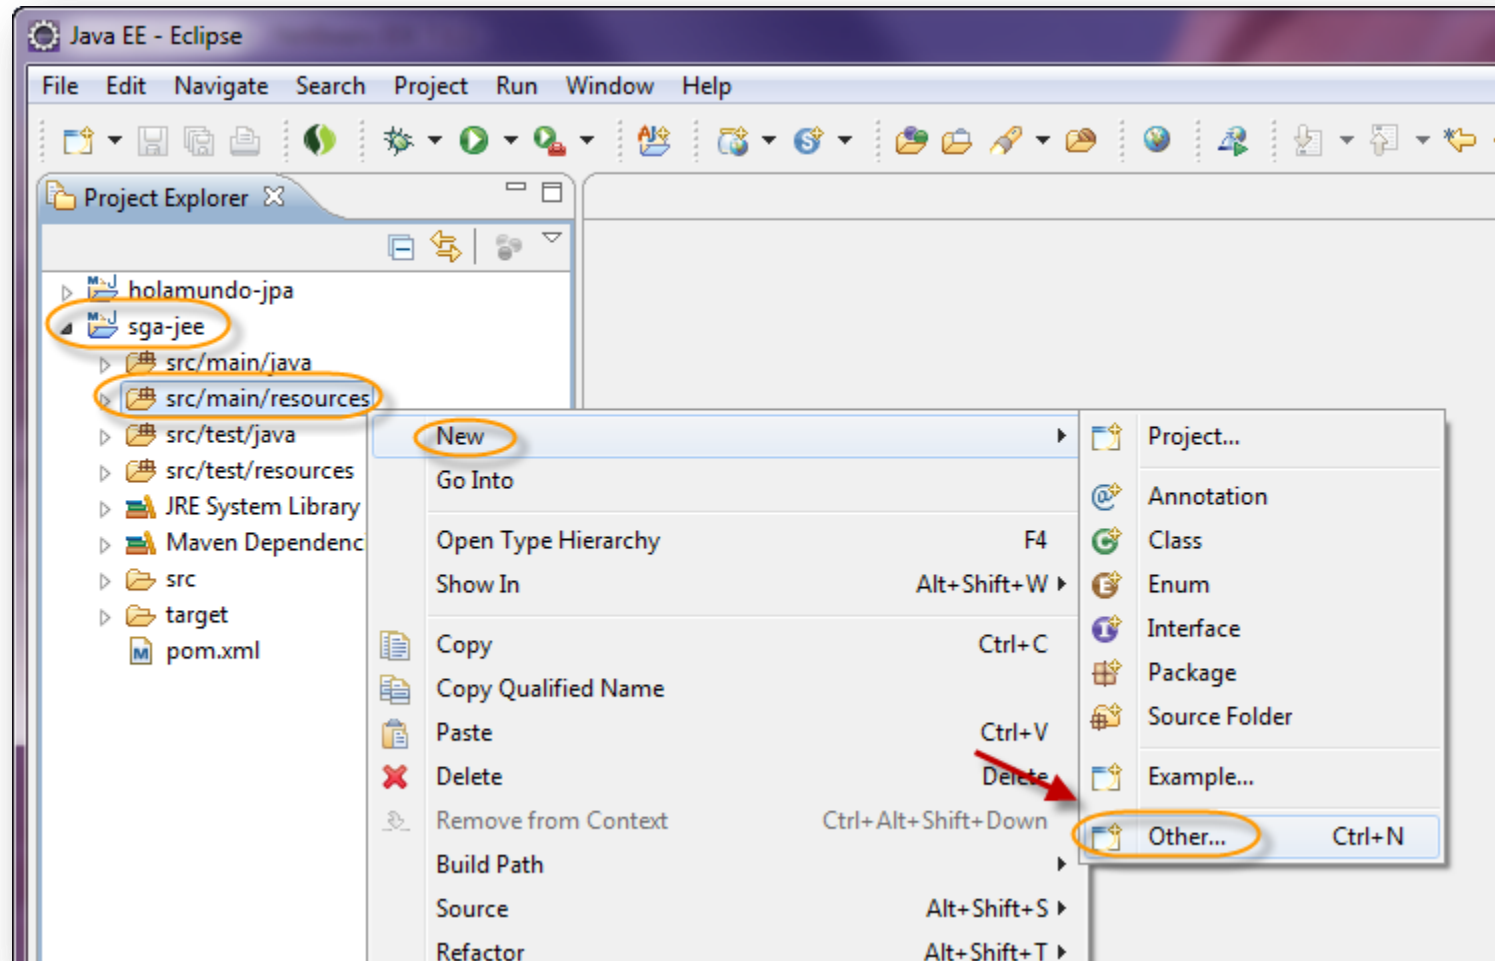 Java EE - Eclipse
File Edit Navigate Search Project Run Window Help
Project Explorer
holamundo-jpa
sga-jee
src/main/java
src/main/resources
src/test/java
src/test/resources
JRE System Library
Maven Dependenc
src
target
pom.xml
New
Go Into
Open Type Hierarchy F4
Show In Alt+Shift+W
Copy Ctrl+C
Copy Qualified Name
Paste Ctrl+V
Delete Delete
Remove from Context Ctrl+Alt+Shift+Down
Build Path
Source Alt+Shift+S
Refactor Alt+Shift+T
Project...
Annotation
Class
Enum
Interface
Package
Source Folder
Example...
Other... Ctrl+N